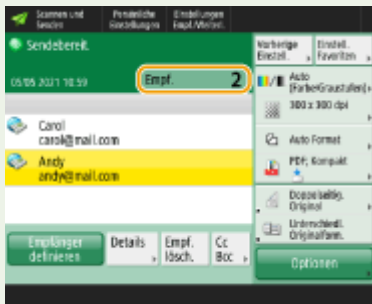 Scannen und
Senden
Persönliche
Einstellungen
Einstellungen
Empf./Weiterl.
Sendebereit.
Vorherige
Einstel.
Einstell.
Favoriten
05/05 2021 10:59
Empf. 2
Auto
(Farbe/Graustufen)
300 x 300 dpi
Carol
carol@mail.com
Auto Format
Andy
andy@mail.com
PDF; Kompakt
Doppelseitig.
Original
Unterschiedl.
Originalform.
Empfänger
definieren
Details
Empf.
lösch.
Cc
Bcc
Optionen